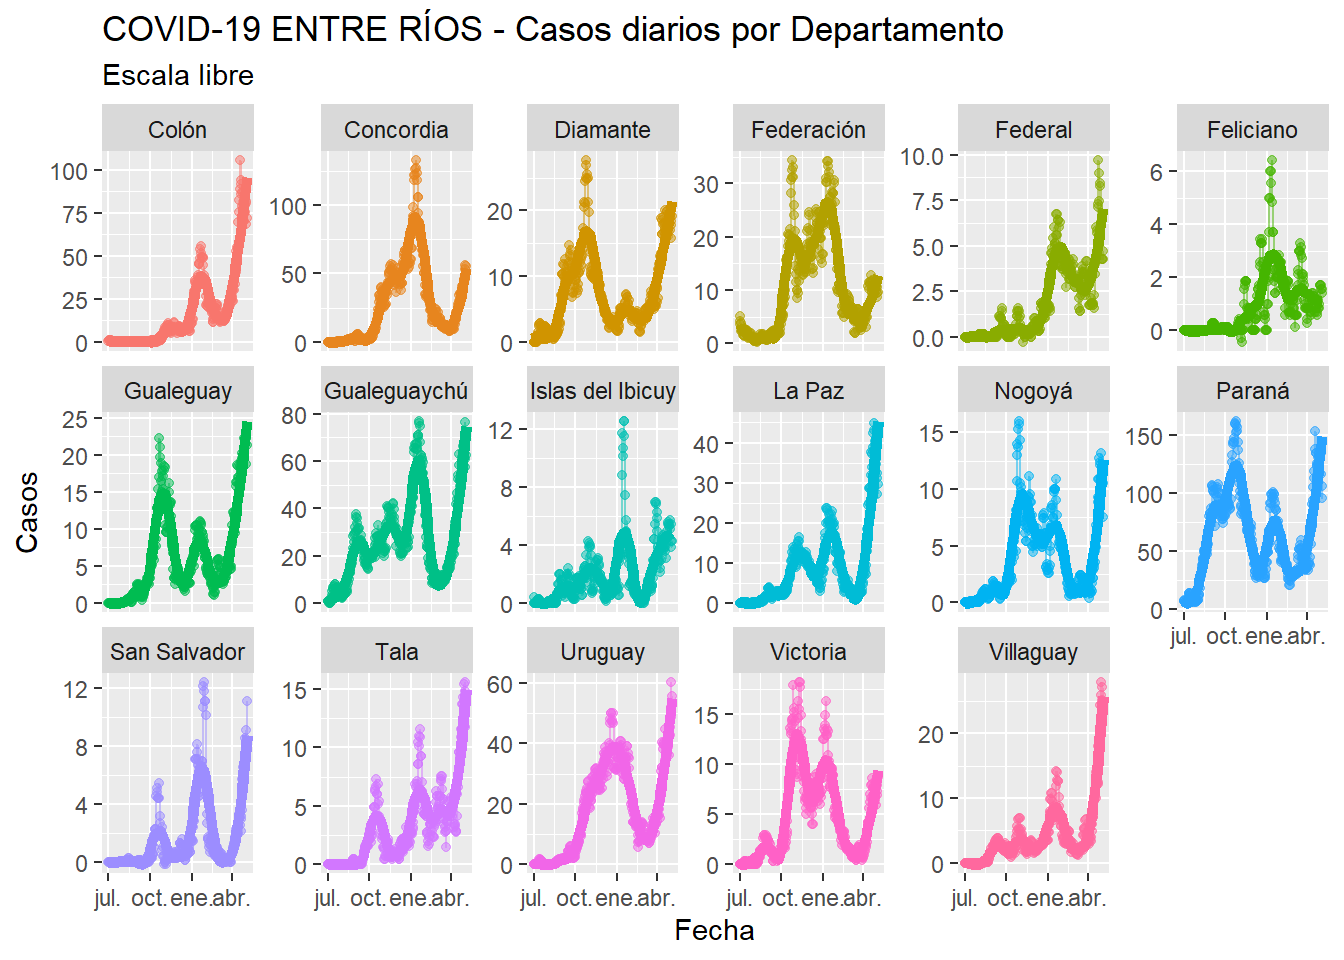 COVID-19 ENTRE RÍOS - Casos diarios por Departamento
Escala libre
Colón
Concordia
Diamante
Federación
Federal
Feliciano
100
75
50
25
0
100
50
0
20
10
0
30
20
10
0
10.0
7.5
5.0
2.5
0.0
6
4
2
0
Gualeguay
Gualeguaychú
Islas del Ibicuy
La Paz
Nogoyá
Paraná
25
20
15
10
5
0
80
60
40
20
0
12
8
4
0
40
30
20
10
0
15
10
5
0
150
100
50
0
jul. oct. ene. abr.
San Salvador
Tala
Uruguay
Victoria
Villaguay
12
8
4
0
15
10
5
0
60
40
20
0
15
10
5
0
20
10
0
jul. oct. ene. abr.
jul. oct. ene. abr.
jul. oct. ene. abr.
jul. oct. ene. abr.
jul. oct. ene. abr.
Casos
Fecha